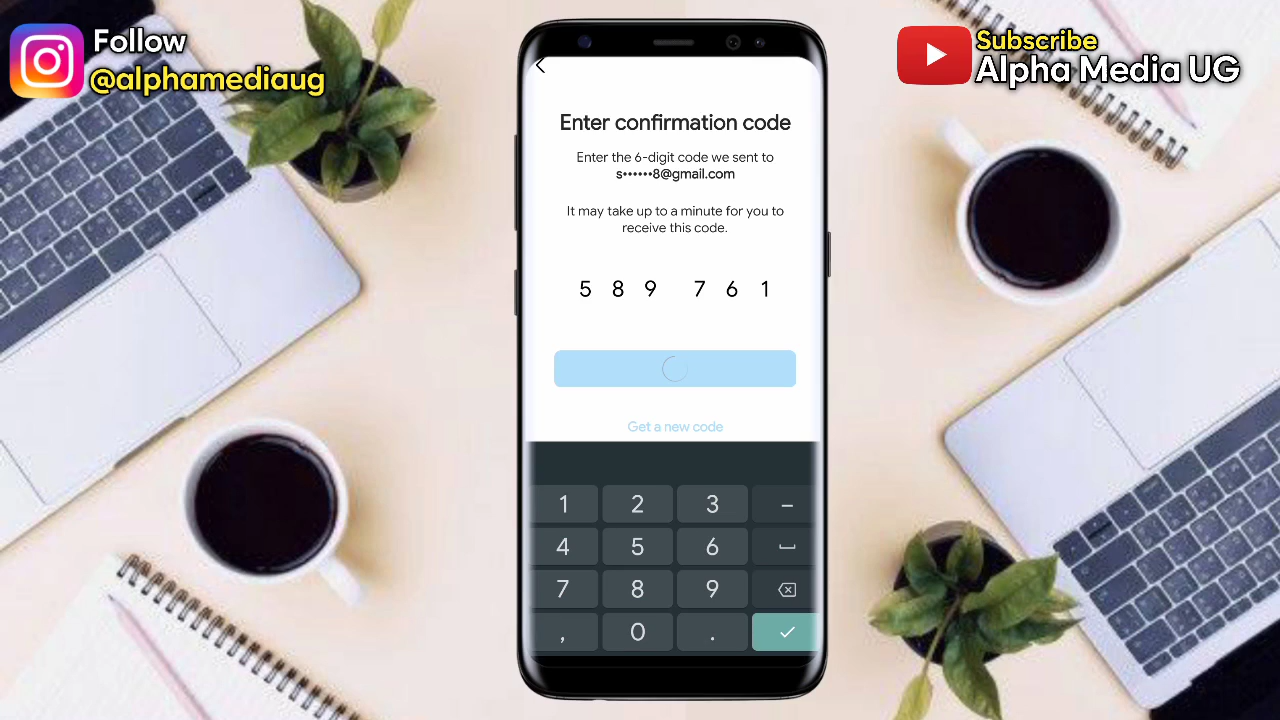 Follow
@alphamediaug
Subscribe
Alpha Media UG
Enter confirmation code
Enter the 6-digit code we sent to
s••••••8@gmail.com
It may take up to a minute for you to
receive this code.
5 8 9 7 6 1
Get a new code
1 2 3 –
4 5 6
7 8 9
, 0 .